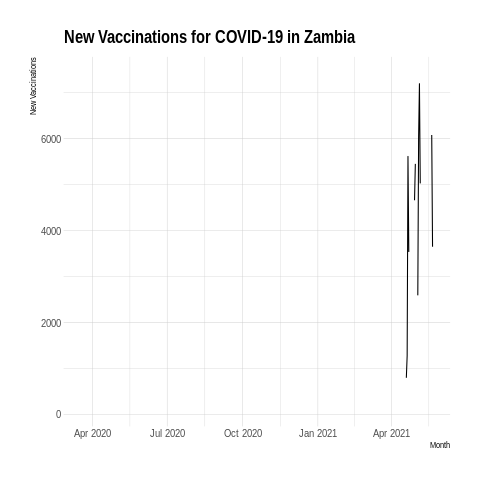 New Vaccinations for COVID-19 in Zambia
New Vaccinations
6000
4000
2000
0
Apr 2020 Jul 2020 Oct 2020 Jan 2021 Apr 2021
Month